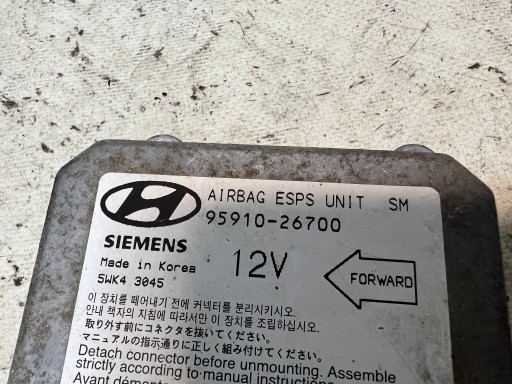 AIRBAG ESPS UNIT SM
95910-26700
SIEMENS
Made in Korea
5WK4 3045
12V
FORWARD
이 장치를 떼어내기 전에 커넥터를 분리시키시오.
안내 책자의 지침에 따라서만 이 장치를 조립하십시오.
取り外す前にコネクタを抜いてください。
マニュアルの指示通りに正しく組み付けてください。
Detach connector before unmounting. Assemble
strictly according to manual instructions.
Avant démonta